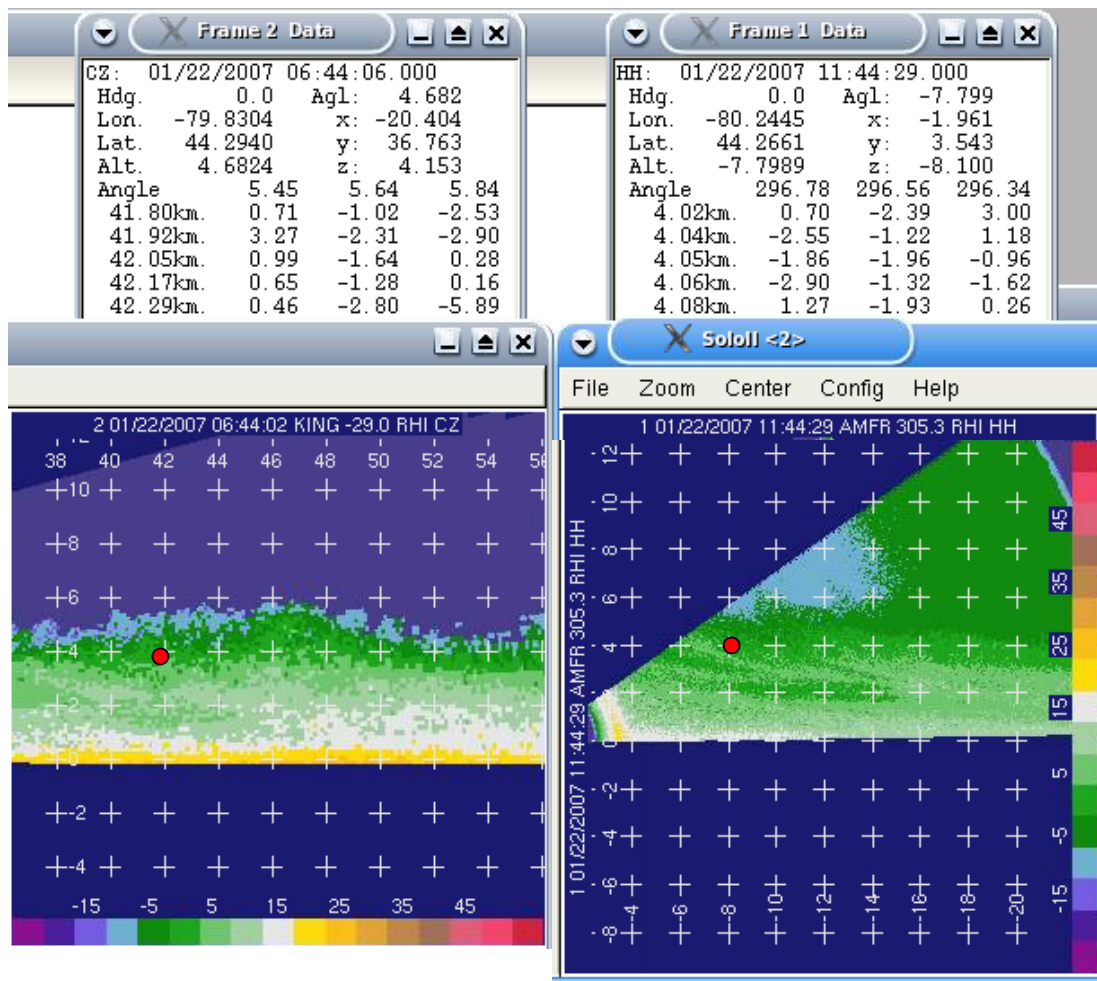 Frame 2 Data
CZ: 01/22/2007 06:44:06.000
Hdg. 0.0 Agl: 4.682
Lon. -79.8304 x: -20.404
Lat. 44.2940 y: 36.763
Alt. 4.6824 z: 4.153
Angle 5.45 5.64 5.84
41.80km. 0.71 -1.02 -2.53
41.92km. 3.27 -2.31 -2.90
42.05km. 0.99 -1.64 0.28
42.17km. 0.65 -1.28 0.16
42.29km. 0.46 -2.80 -5.89
Frame 1 Data
HH: 01/22/2007 11:44:29.000
Hdg. 0.0 Agl: -7.799
Lon. -80.2445 x: -1.961
Lat. 44.2661 y: 3.543
Alt. -7.7989 z: -8.100
Angle 296.78 296.56 296.34
4.02km. 0.70 -2.39 3.00
4.04km. -2.55 -1.22 1.18
4.05km. -1.86 -1.96 -0.96
4.06km. -2.90 -1.32 -1.62
4.08km. 1.27 -1.93 0.26
2 01/22/2007 06:44:02 KING -29.0 RHI CZ
38 40 42 44 46 48 50 52 54
10
8
6
4
2
0
-2
-4
-15 -5 5 15 25 35 45
SoloII <2>
File Zoom Center Config Help
1 01/22/2007 11:44:29 AMFR 305.3 RHI HH
1 01/22/2007 11:44:29 AMFR 305.3 RHI HH
12
10
8
6
4
2
0
-2
-4
-6
-8
-4 -6 -8 -10 -12 -14 -16 -18 -20
45
35
25
15
5
-5
-15